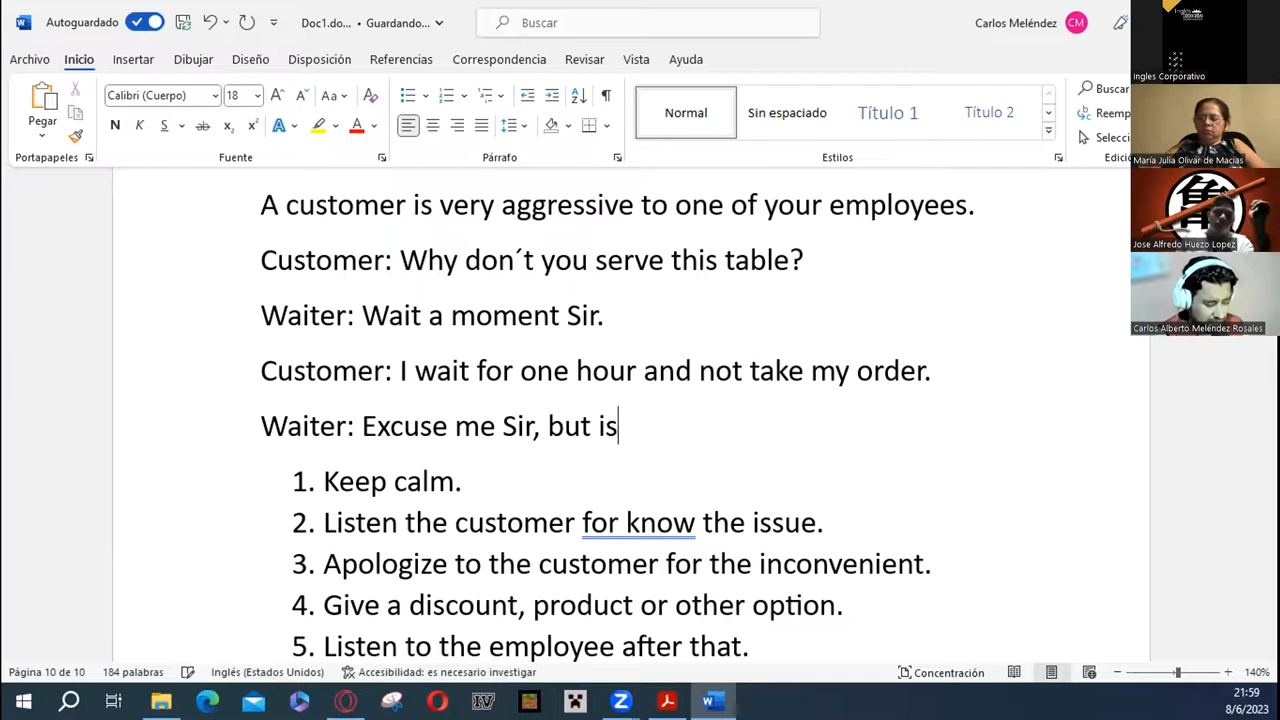 Autoguardado
Doc1.do...
Guardando...
Buscar
Carlos Meléndez
CM
Archivo
Inicio
Insertar
Dibujar
Diseño
Disposición
Referencias
Correspondencia
Revisar
Vista
Ayuda
Pegar
Calibri (Cuerpo)
18
Aa
N
K
S
ab
Normal
Sin espaciado
Título 1
Título 2
Buscar
Reemp
Selecci
Portapapeles
Fuente
Párrafo
Estilos
Edició
A customer is very aggressive to one of your employees.
Customer: Why don´t you serve this table?
Waiter: Wait a moment Sir.
Customer: I wait for one hour and not take my order.
Waiter: Excuse me Sir, but is
1. Keep calm.
2. Listen the customer for know the issue.
3. Apologize to the customer for the inconvenient.
4. Give a discount, product or other option.
5. Listen to the employee after that.
Ingles Corporativo
María Julia Olivar de Macias
Jose Alfredo Huezo Lopez
Carlos Alberto Meléndez Rosales
Página 10 de 10
184 palabras
Inglés (Estados Unidos)
Accesibilidad: es necesario investigar
Concentración
140%
21:59
8/6/2023